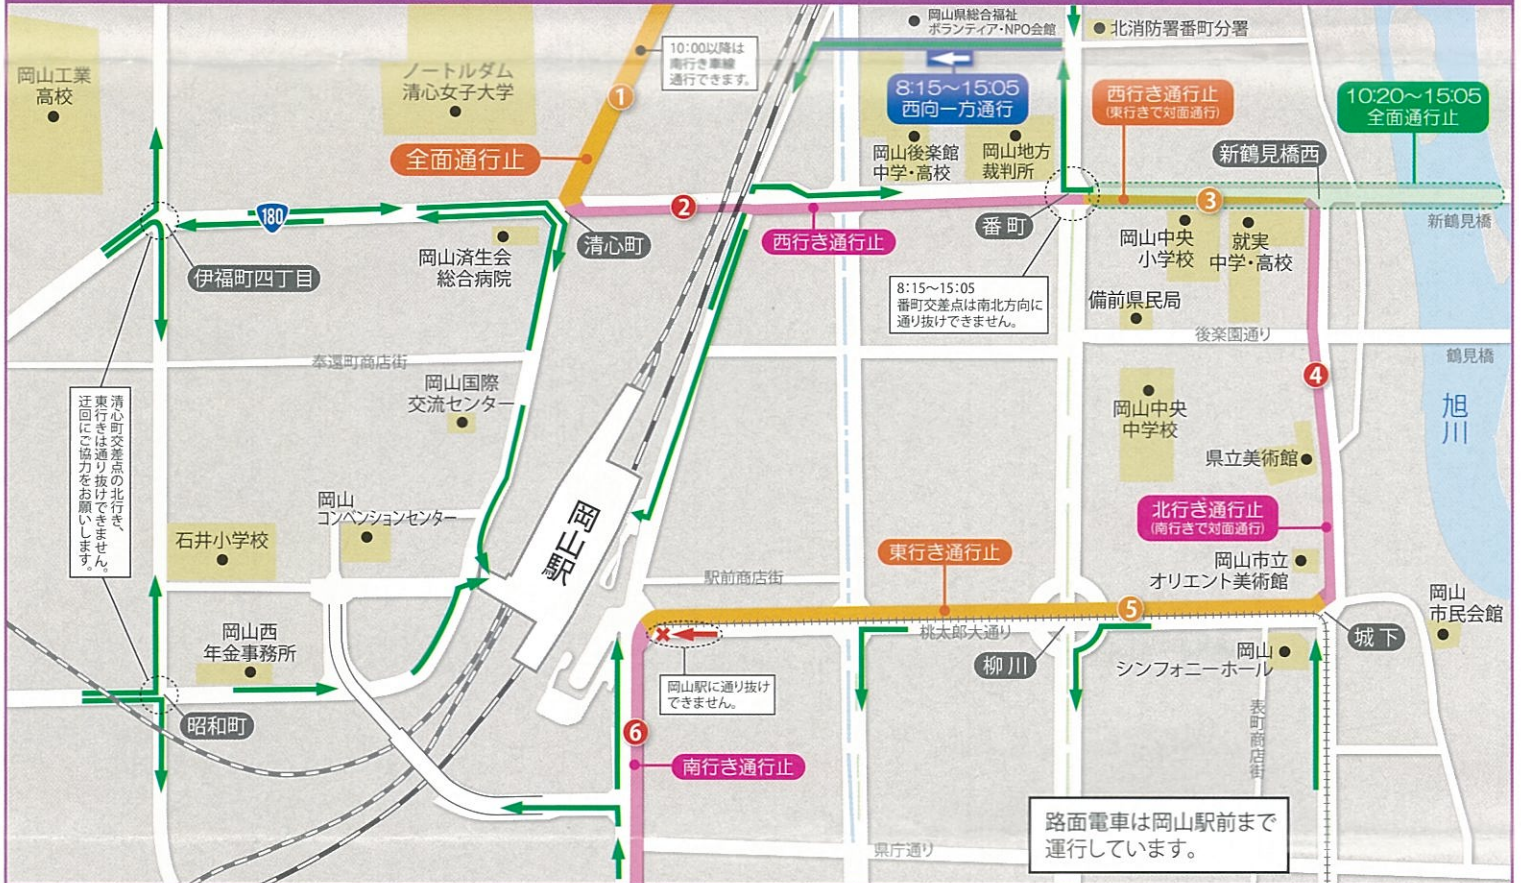 岡山県総合福祉
ボランティア・NPO会館
北消防署番町分署
岡山工業
高校
ノートルダム
清心女子大学
10:00以降は
南行き車線
通行できます。
1
全面通行止
8:15～15:05
西向一方通行
西行き通行止
(東行きで対面通行)
10:20～15:05
全面通行止
岡山後楽館
中学・高校
岡山地方
裁判所
新鶴見橋西
180
2
3
西行き通行止
番町
新鶴見橋
清心町
伊福町四丁目
岡山済生会
総合病院
岡山中央
小学校
就実
中学・高校
8:15～15:05
番町交差点は南北方向に
通り抜けできません。
備前県民局
後楽園通り
鶴見橋
奉還町商店街
岡山国際
交流センター
清心町交差点の北行き、
東行きは通り抜けできません。
迂回にご協力をお願いします。
4
岡山中央
中学校
旭川
県立美術館
岡山
コンベンションセンター
石井小学校
岡山駅
北行き通行止
(南行きで対面通行)
東行き通行止
岡山市立
オリエント美術館
駅前商店街
岡山
市民会館
5
桃太郎大通り
城下
岡山西
年金事務所
柳川
岡山
シンフォニーホール
岡山駅に通り抜け
できません。
昭和町
6
表町商店街
南行き通行止
路面電車は岡山駅前まで
運行しています。
県庁通り